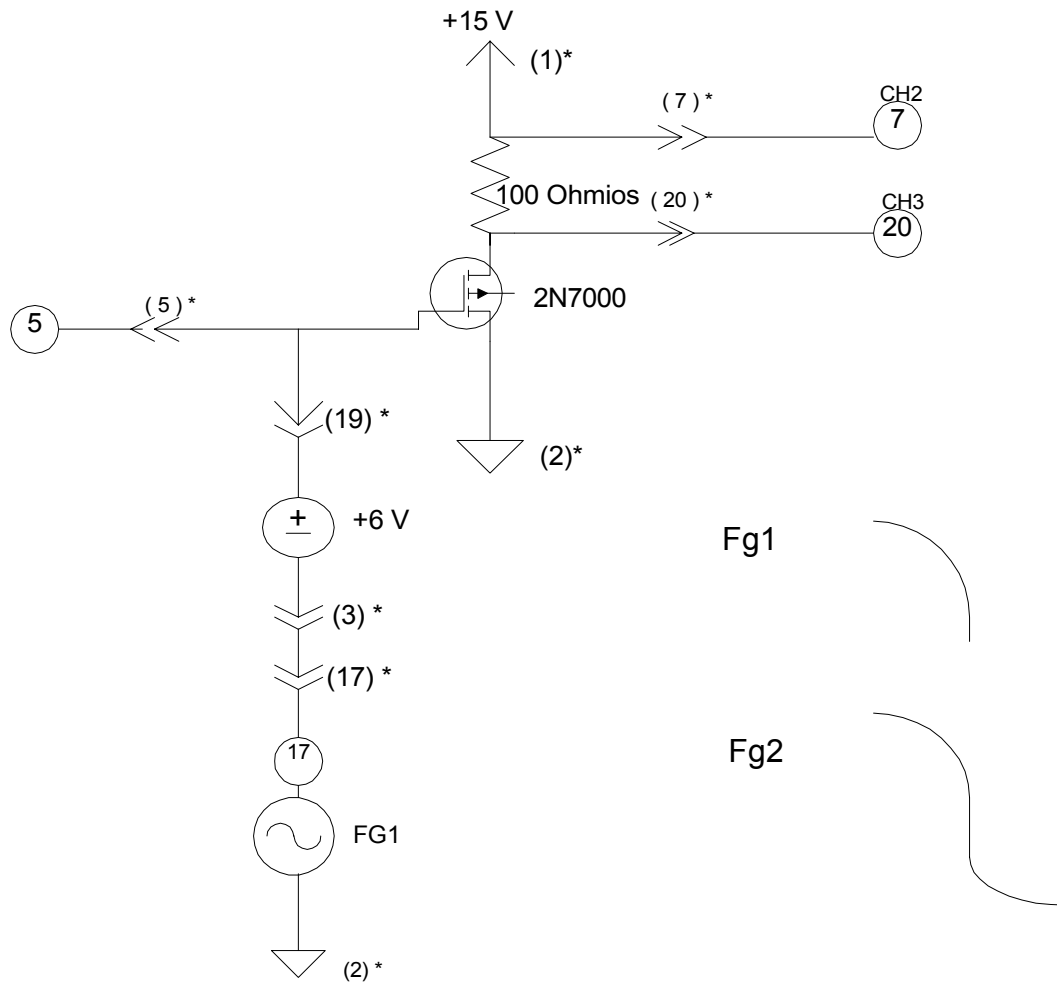 +15 V
(1)*
CH2
( 7 ) *
7
100 Ohmios
( 20 ) *
CH3
20
2N7000
( 5 ) *
5
(19) *
(2)*
+6 V
Fg1
(3) *
(17) *
17
Fg2
FG1
(2) *